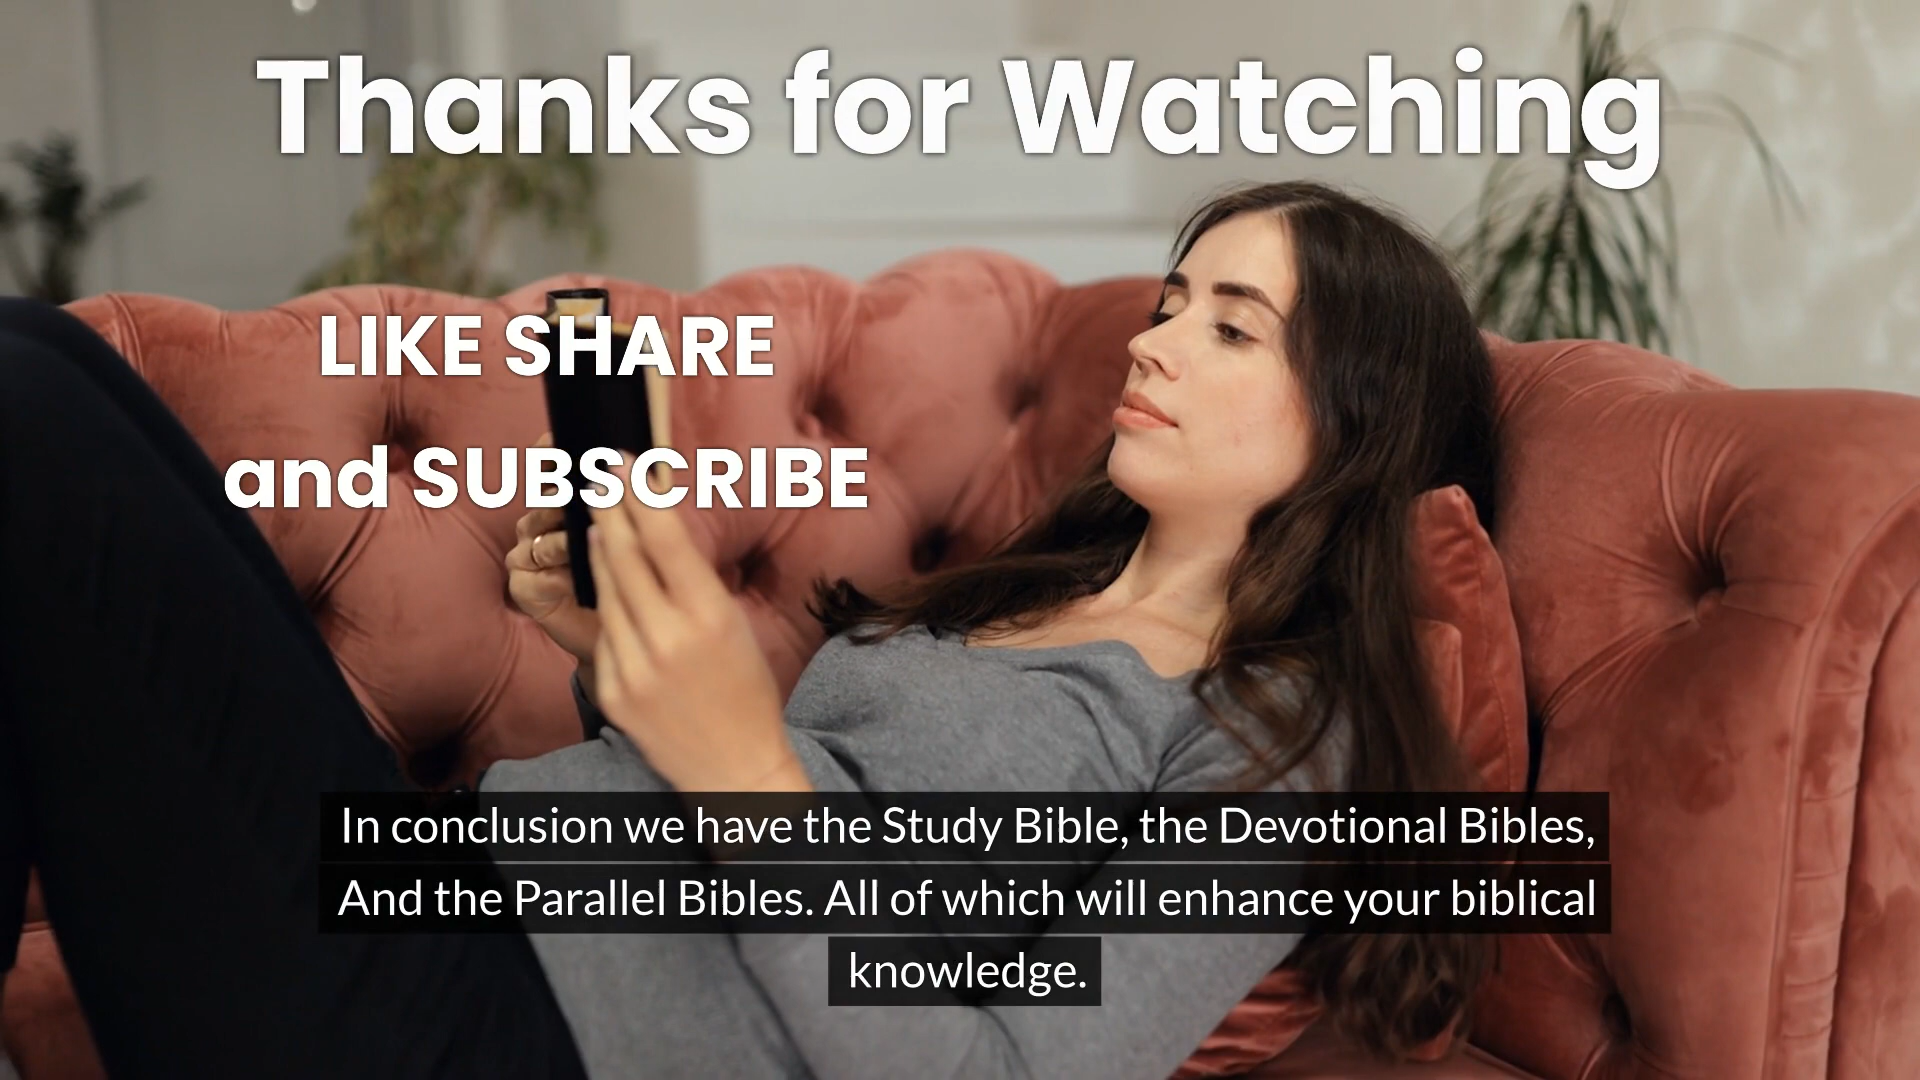 Thanks for Watching
LIKE SHARE
and SUBSCRIBE
In conclusion we have the Study Bible, the Devotional Bibles,
And the Parallel Bibles. All of which will enhance your biblical
knowledge.